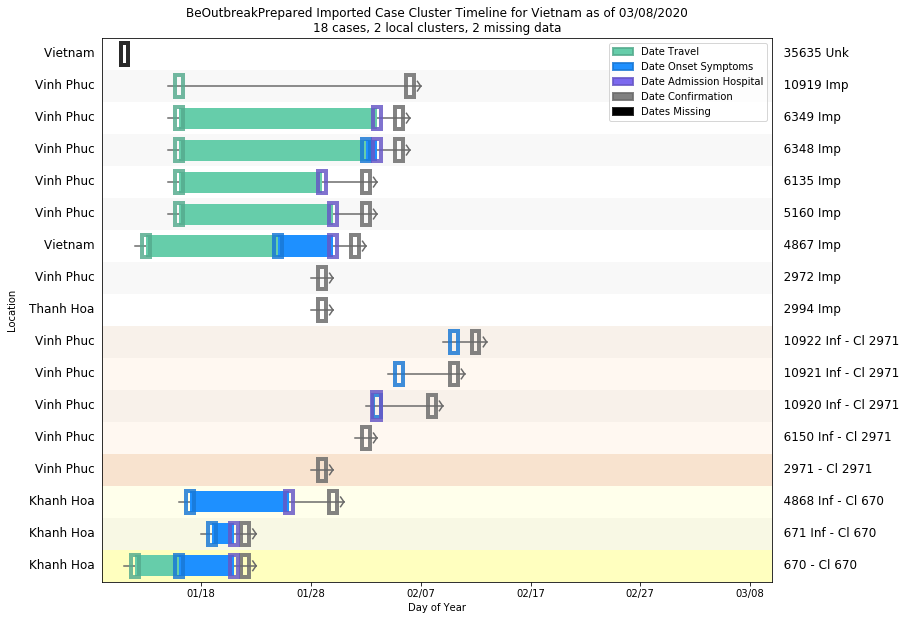 BeOutbreakPrepared Imported Case Cluster Timeline for Vietnam as of 03/08/2020
18 cases, 2 local clusters, 2 missing data
Date Travel
Date Onset Symptoms
Date Admission Hospital
Date Confirmation
Dates Missing
Vietnam 35635 Unk
Vinh Phuc 10919 Imp
Vinh Phuc 6349 Imp
Vinh Phuc 6348 Imp
Vinh Phuc 6135 Imp
Vinh Phuc 5160 Imp
Vietnam 4867 Imp
Vinh Phuc 2972 Imp
Thanh Hoa 2994 Imp
Vinh Phuc 10922 Inf - Cl 2971
Vinh Phuc 10921 Inf - Cl 2971
Vinh Phuc 10920 Inf - Cl 2971
Vinh Phuc 6150 Inf - Cl 2971
Vinh Phuc 2971 - Cl 2971
Khanh Hoa 4868 Inf - Cl 670
Khanh Hoa 671 Inf - Cl 670
Khanh Hoa 670 - Cl 670
Location
01/18 01/28 02/07 02/17 02/27 03/08
Day of Year